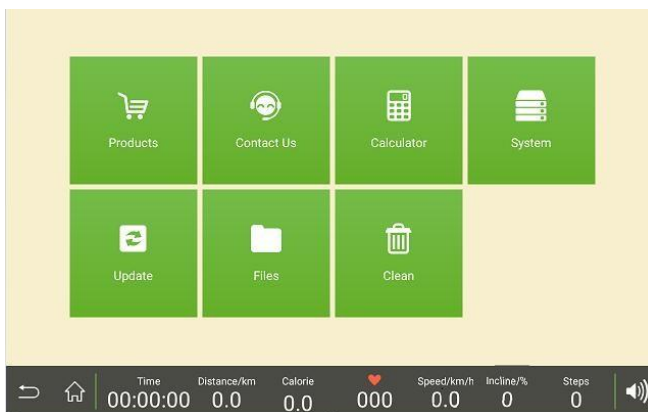 Products
Contact Us
Calculator
System
Update
Files
Clean
Time
Distance/km
Calorie
Speed/km/h
Incline/%
Steps
00:00:00
0.0
0.0
000
0.0
0
0